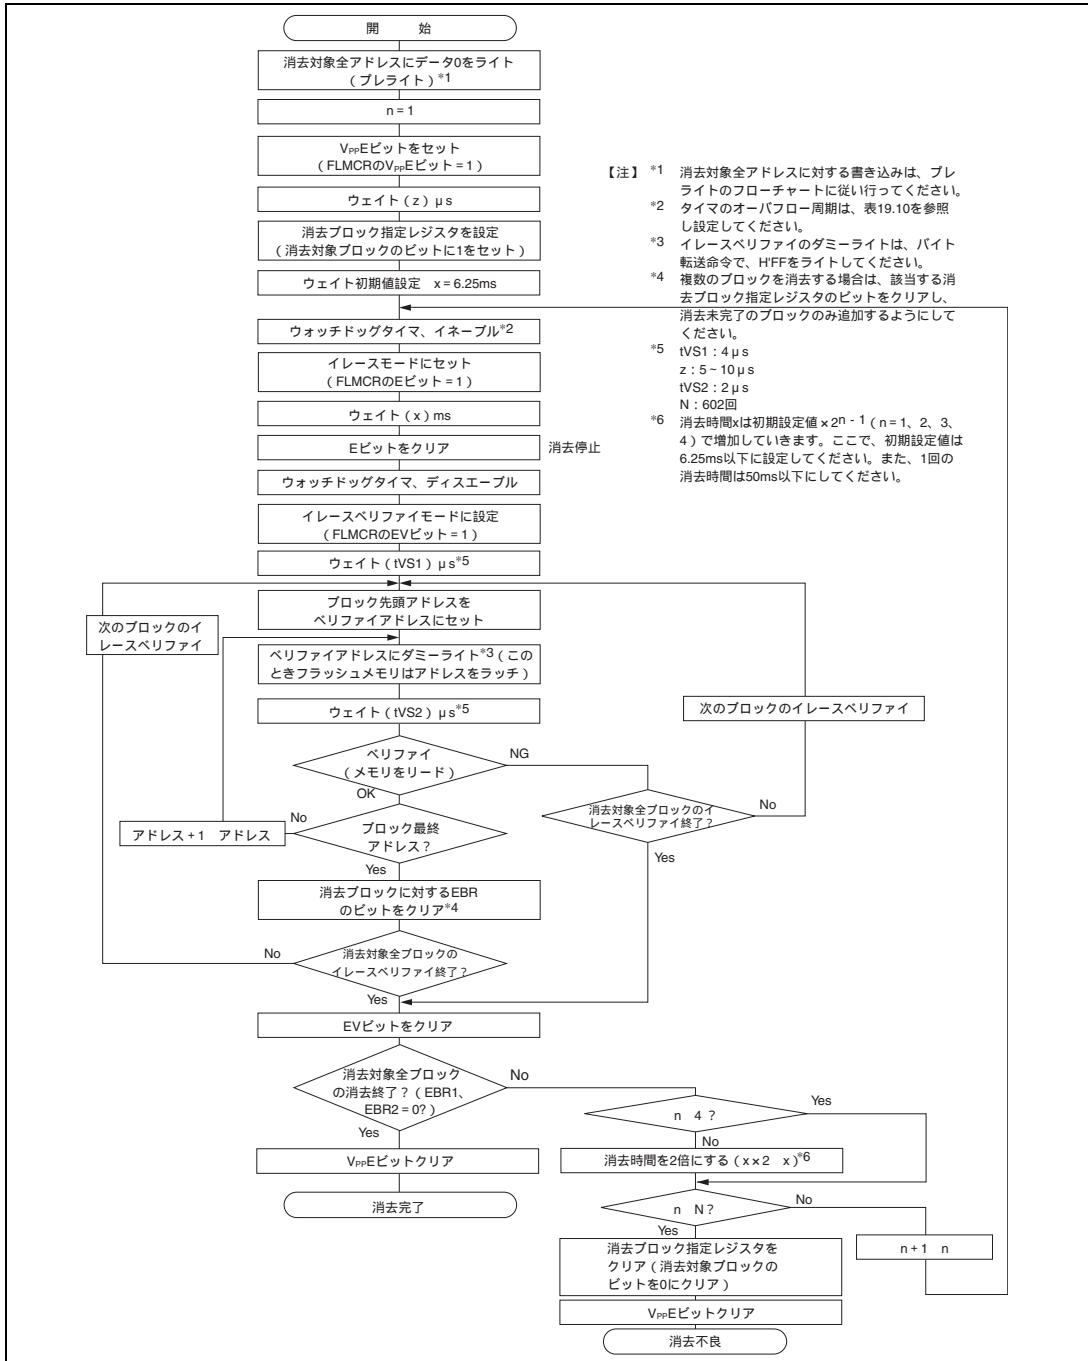 開 始
消去対象全アドレスにデータ0をライト
（プレライト）*1
n = 1
VPPEビットをセット
（FLMCRのVPPEビット = 1）
ウェイト（z）μs
消去ブロック指定レジスタを設定
（消去対象ブロックのビットに1をセット）
ウェイト初期値設定 x = 6.25ms
ウォッチドッグタイマ、イネーブル*2
イレースモードにセット
（FLMCRのEビット = 1）
ウェイト（x）ms
Eビットをクリア
消去停止
ウォッチドッグタイマ、ディスエーブル
イレースベリファイモードに設定
（FLMCRのEVビット = 1）
ウェイト（tVS1）μs*5
ブロック先頭アドレスを
ベリファイアドレスにセット
次のブロックのイ
レースベリファイ
ベリファイアドレスにダミーライト*3（この
ときフラッシュメモリはアドレスをラッチ）
ウェイト（tVS2）μs*5
次のブロックのイレースベリファイ
ベリファイ
（メモリをリード）
NG
OK
消去対象全ブロックのイ
レースベリファイ終了？
No
Yes
ブロック最終
アドレス？
No
アドレス + 1 アドレス
Yes
消去ブロックに対するEBR
のビットをクリア*4
消去対象全ブロックの
イレースベリファイ終了？
No
Yes
EVビットをクリア
消去対象全ブロック
の消去終了？（EBR1、
EBR2 = 0?）
No
Yes
n 4？
Yes
No
VPPEビットクリア
消去時間を2倍にする（x × 2 x）*6
消去完了
n N？
No
Yes
n + 1 n
消去ブロック指定レジスタを
クリア（消去対象ブロックの
ビットを0にクリア）
VPPEビットクリア
消去不良
【注】 *1 消去対象全アドレスに対する書き込みは、プレ
ライトのフローチャートに従い行ってください。
*2 タイマのオーバフロー周期は、表19.10を参照
し設定してください。
*3 イレースベリファイのダミーライトは、バイト
転送命令で、H'FFをライトしてください。
*4 複数のブロックを消去する場合は、該当する消
去ブロック指定レジスタのビットをクリアし、
消去未完了のブロックのみ追加するようにして
ください。
*5 tVS1：4μs
z：5 ~ 10μs
tVS2：2μs
N：602回
*6 消去時間xは初期設定値 × 2n - 1（n = 1、2、3、
4）で増加していきます。ここで、初期設定値は
6.25ms以下に設定してください。また、1回の
消去時間は50ms以下にしてください。